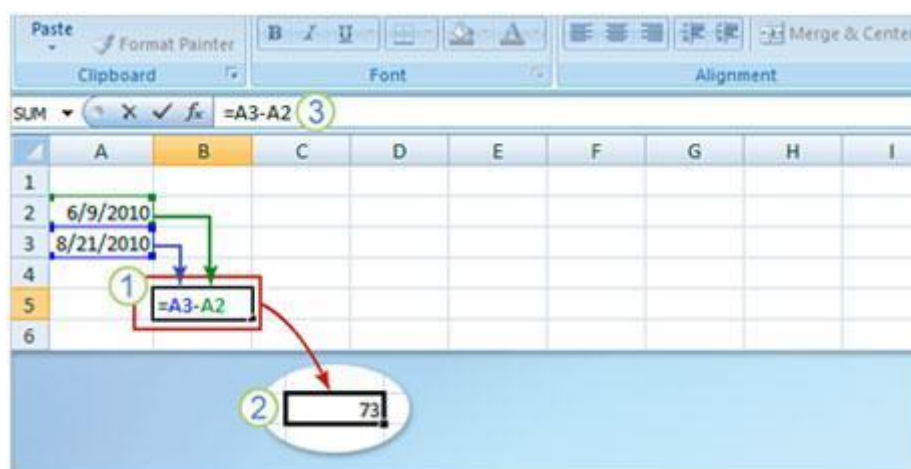 Paste
Format Painter
B I U
A
Merge & Center
Clipboard
Font
Alignment
SUM fx =A3-A2 3
A B C D E F G H I
1
2 6/9/2010
3 8/21/2010
4
1
5 =A3-A2
6
2 73